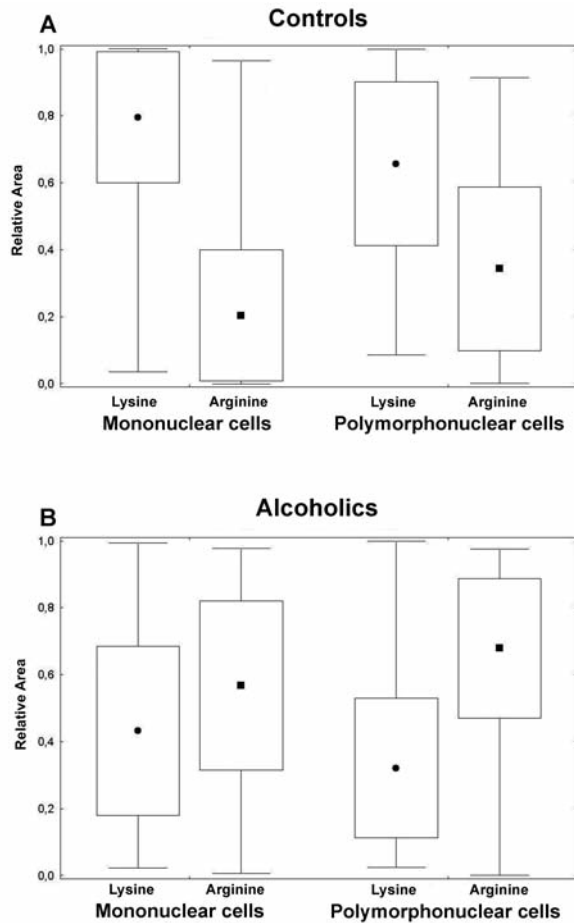 A
Controls
1,0
0,8
0,6
0,4
0,2
0,0
Relative Area
Lysine Arginine Lysine Arginine
Mononuclear cells Polymorphonuclear cells
B
Alcoholics
1,0
0,8
0,6
0,4
0,2
0,0
Relative Area
Lysine Arginine Lysine Arginine
Mononuclear cells Polymorphonuclear cells